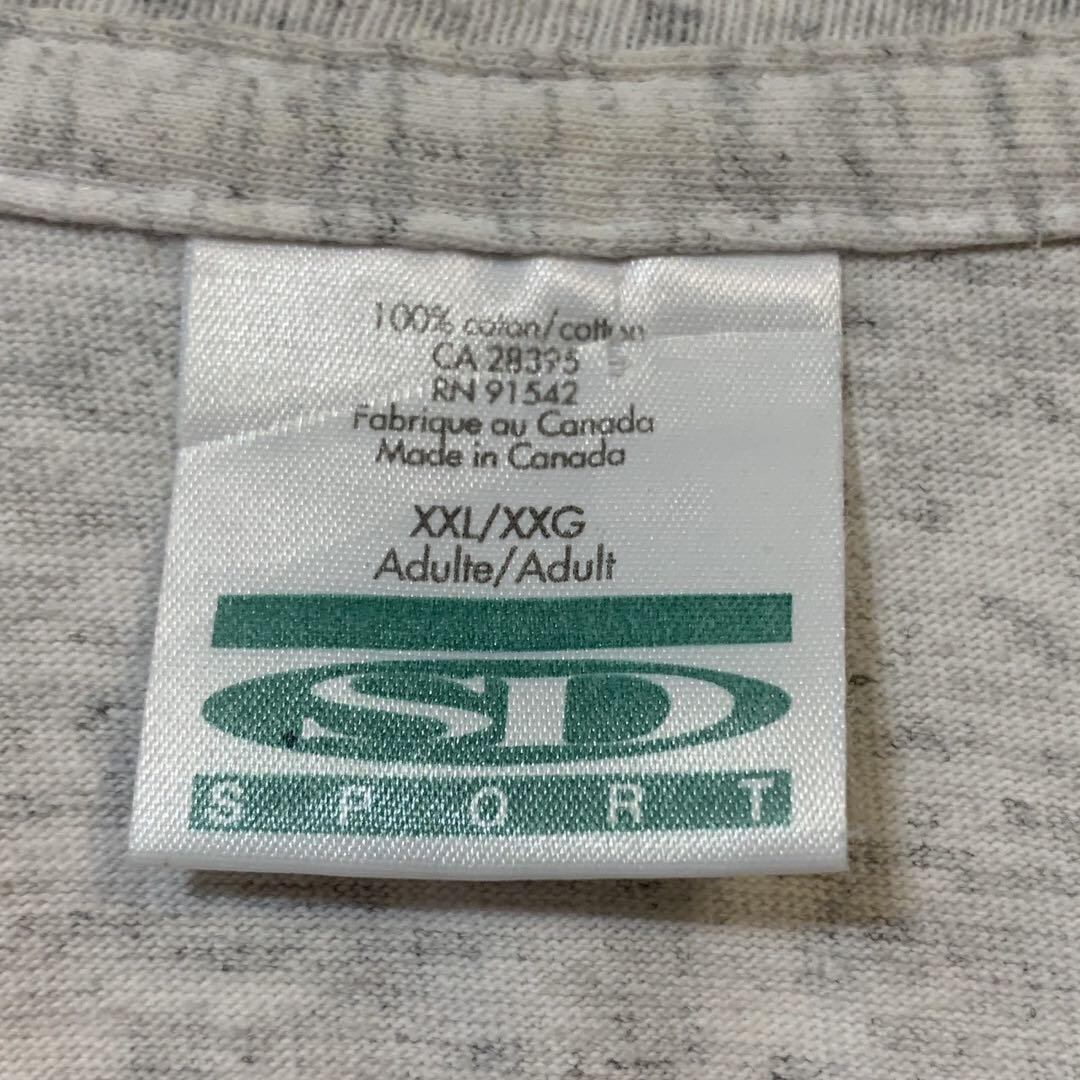 100% coton/cotton
CA 28395
RN 91542
Fabrique au Canada
Made in Canada
XXL/XXG
Adulte/Adult
SD
SPORT